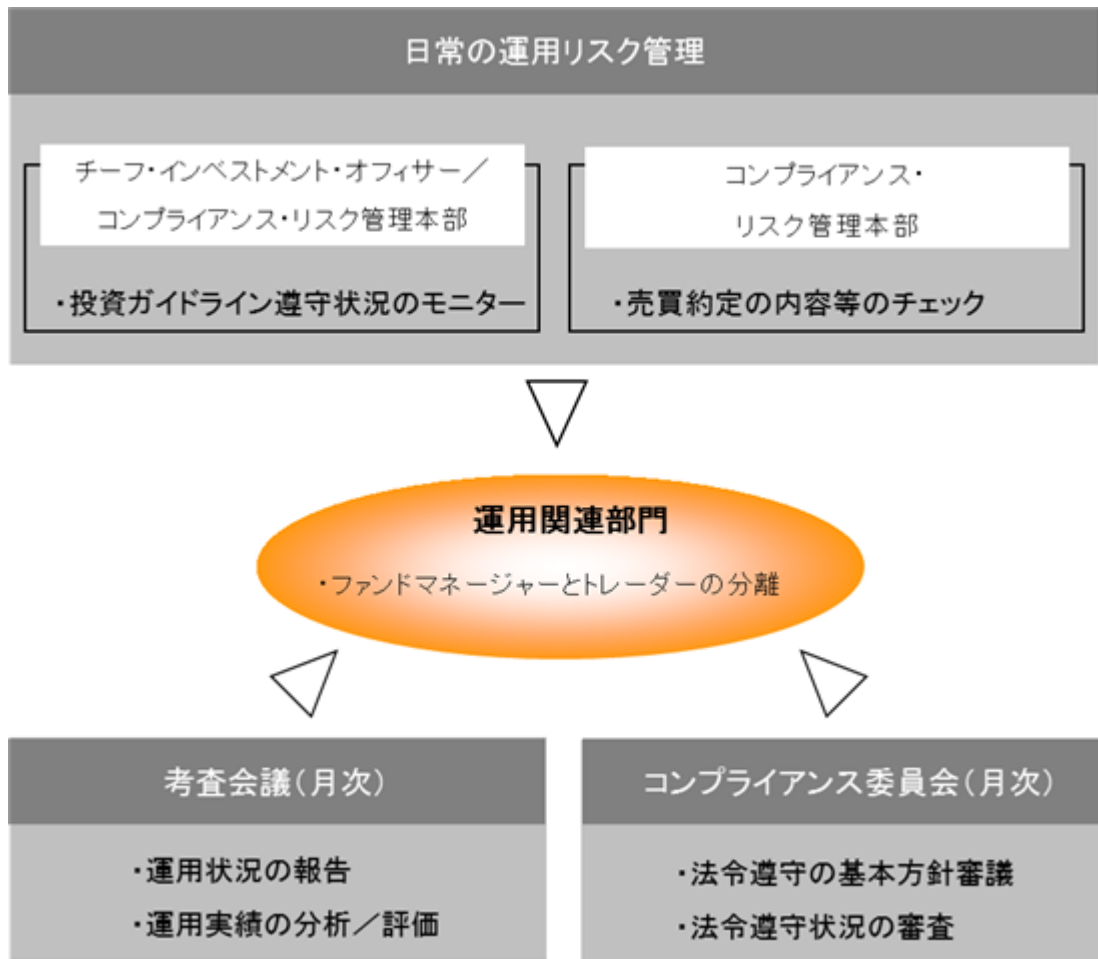 日常の運用リスク管理
チーフ・インベストメント・オフィサー／
コンプライアンス・リスク管理本部
・投資ガイドライン遵守状況のモニター
コンプライアンス・
リスク管理本部
・売買約定の内容等のチェック
運用関連部門
・ファンドマネージャーとトレーダーの分離
考査会議（月次）
・運用状況の報告
・運用実績の分析／評価
コンプライアンス委員会（月次）
・法令遵守の基本方針審議
・法令遵守状況の審査